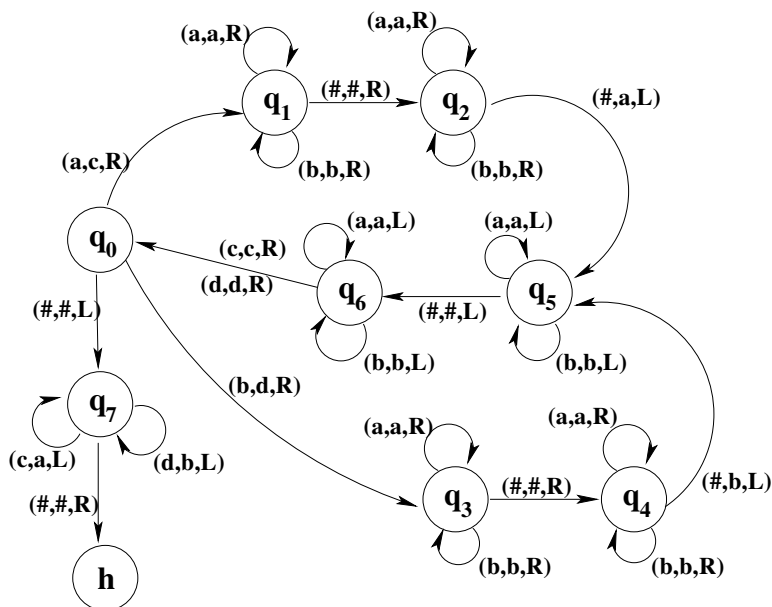 (a,a,R) (a,a,R)
q1 (#,#,R) q2 (#,a,L)
(b,b,R) (b,b,R)
(a,c,R)
q0 (c,c,R) (a,a,L) (a,a,L)
(d,d,R) q6 (#,#,L) q5
(#,#,L) (b,b,L) (b,b,L)
q7 (b,d,R)
(c,a,L) (d,b,L) (a,a,R) (a,a,R)
(#,#,R) q3 (#,#,R) q4 (#,b,L)
h (b,b,R) (b,b,R)